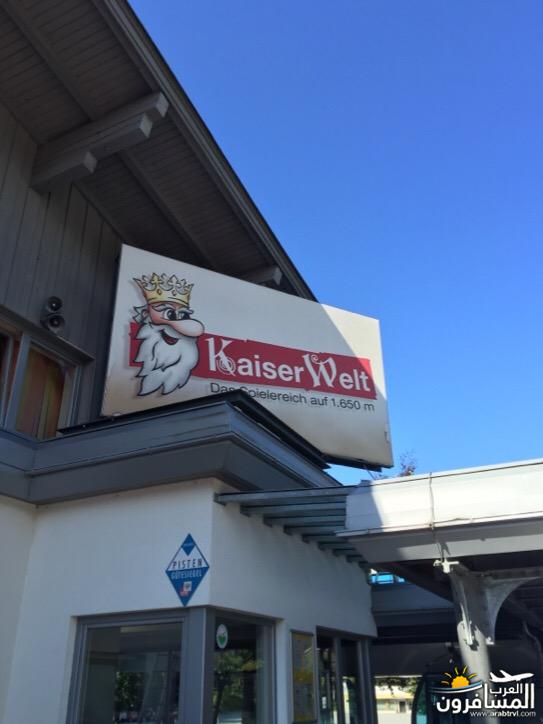 KaiserWelt
Das Spielereich auf 1.650 m
PISTEN
GÜTESIEGEL
العرب
المسافرون
www.arabtrvl.com